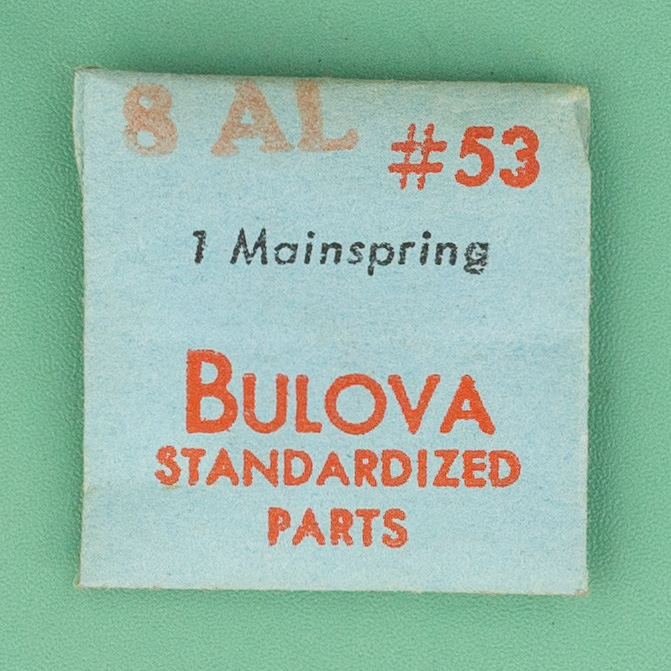 8 AL
#53
1 Mainspring
BULOVA
STANDARDIZED
PARTS